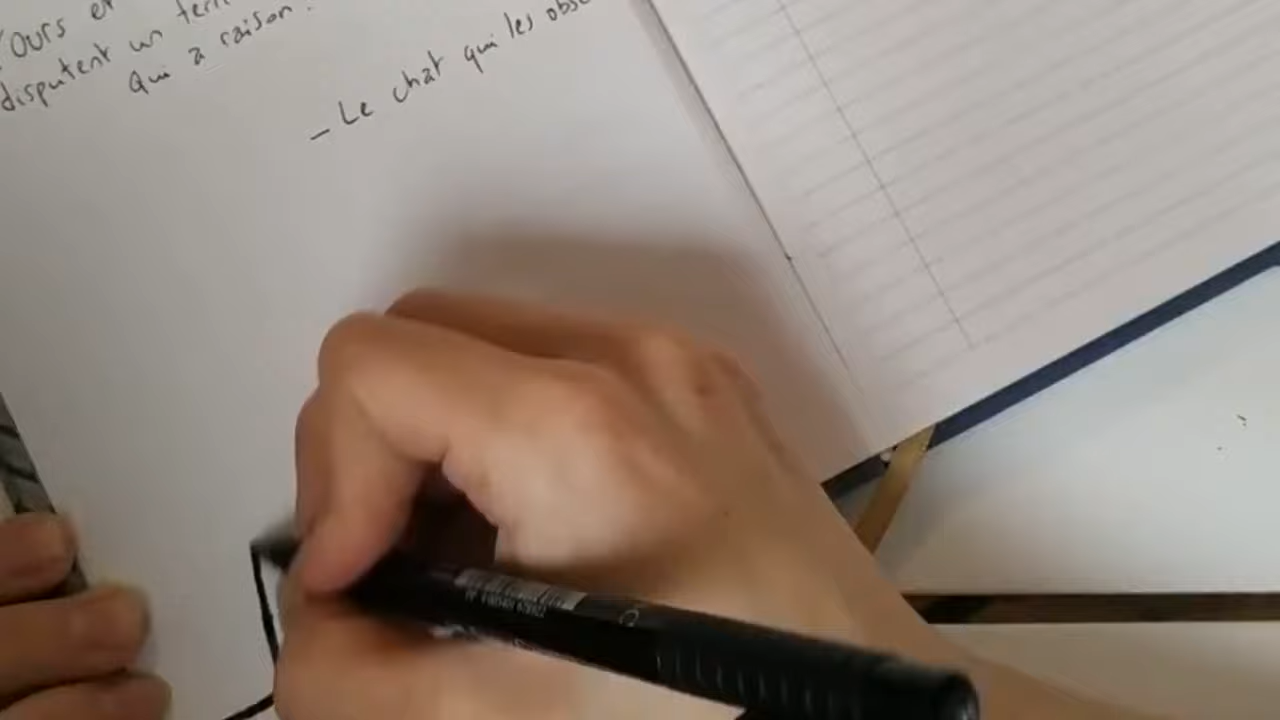 l'Ours et
disputent un
qui a raison.
- Le chat qui les